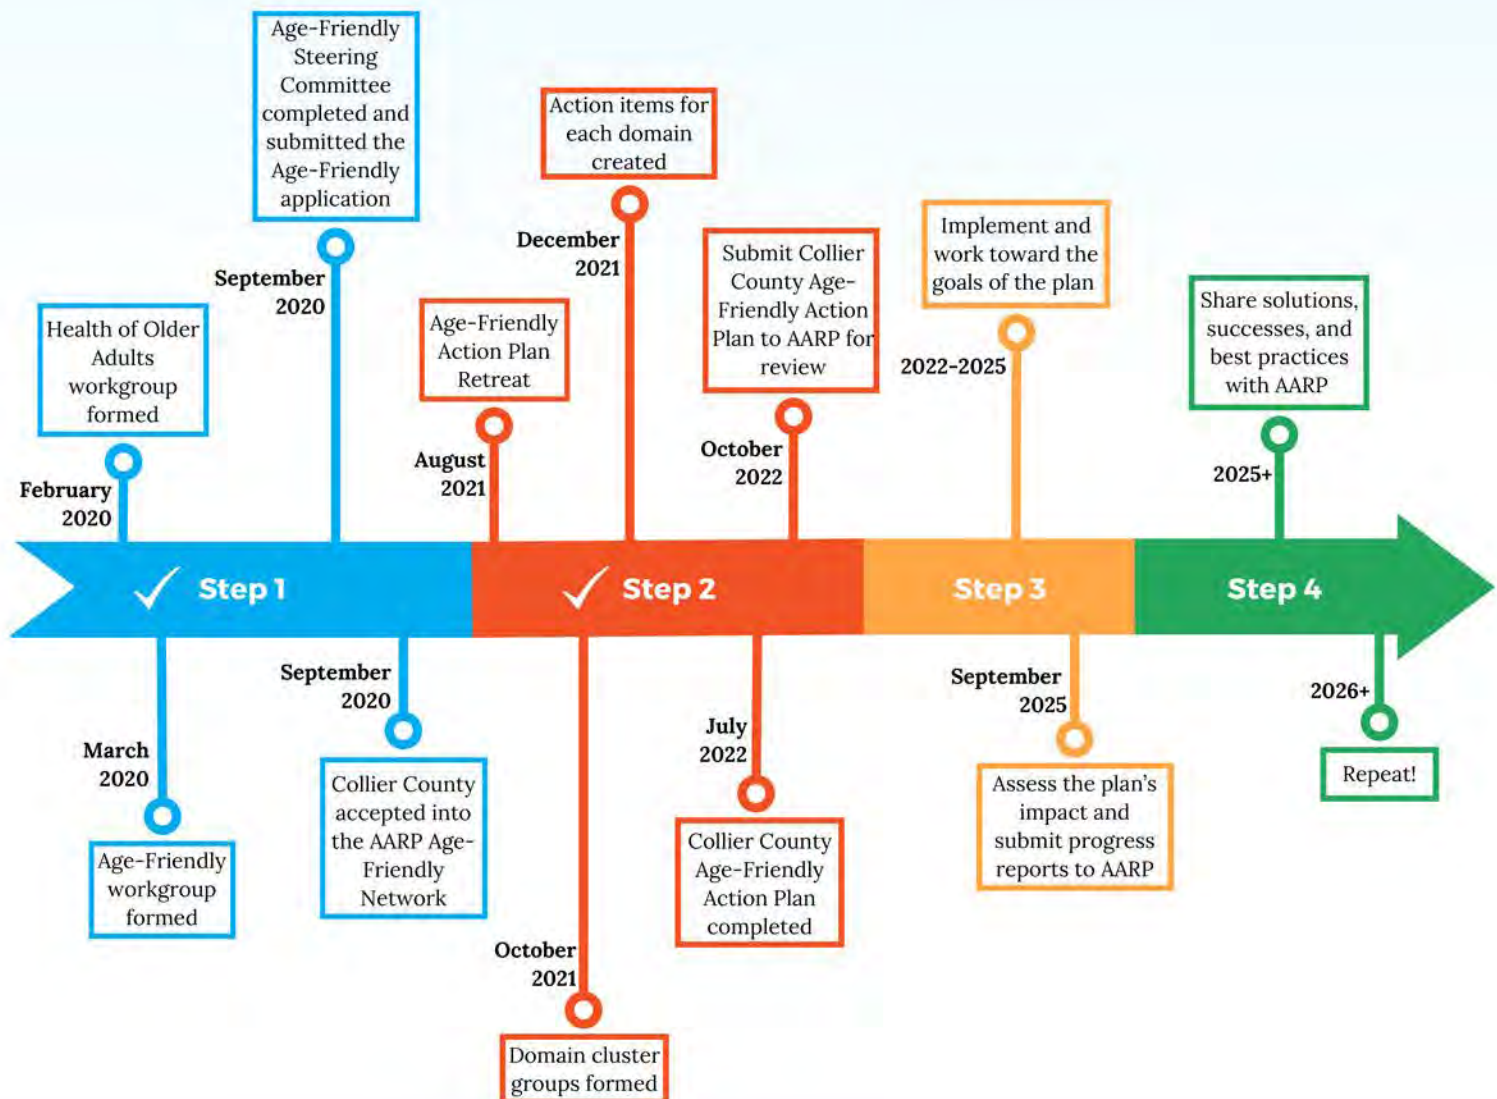 Age-Friendly
Steering
Committee
completed and
submitted the
Age-Friendly
application
September
2020
Health of Older
Adults
workgroup
formed
February
2020
Action items for
each domain
created
December
2021
Age-Friendly
Action Plan
Retreat
August
2021
Submit Collier
County Age-
Friendly Action
Plan to AARP for
review
October
2022
Implement and
work toward the
goals of the plan
2022-2025
Share solutions,
successes, and
best practices
with AARP
2025+
Step 1
Step 2
Step 3
Step 4
March
2020
Age-Friendly
workgroup
formed
September
2020
Collier County
accepted into
the AARP Age-
Friendly
Network
October
2021
Domain cluster
groups formed
July
2022
Collier County
Age-Friendly
Action Plan
completed
September
2025
Assess the plan's
impact and
submit progress
reports to AARP
2026+
Repeat!